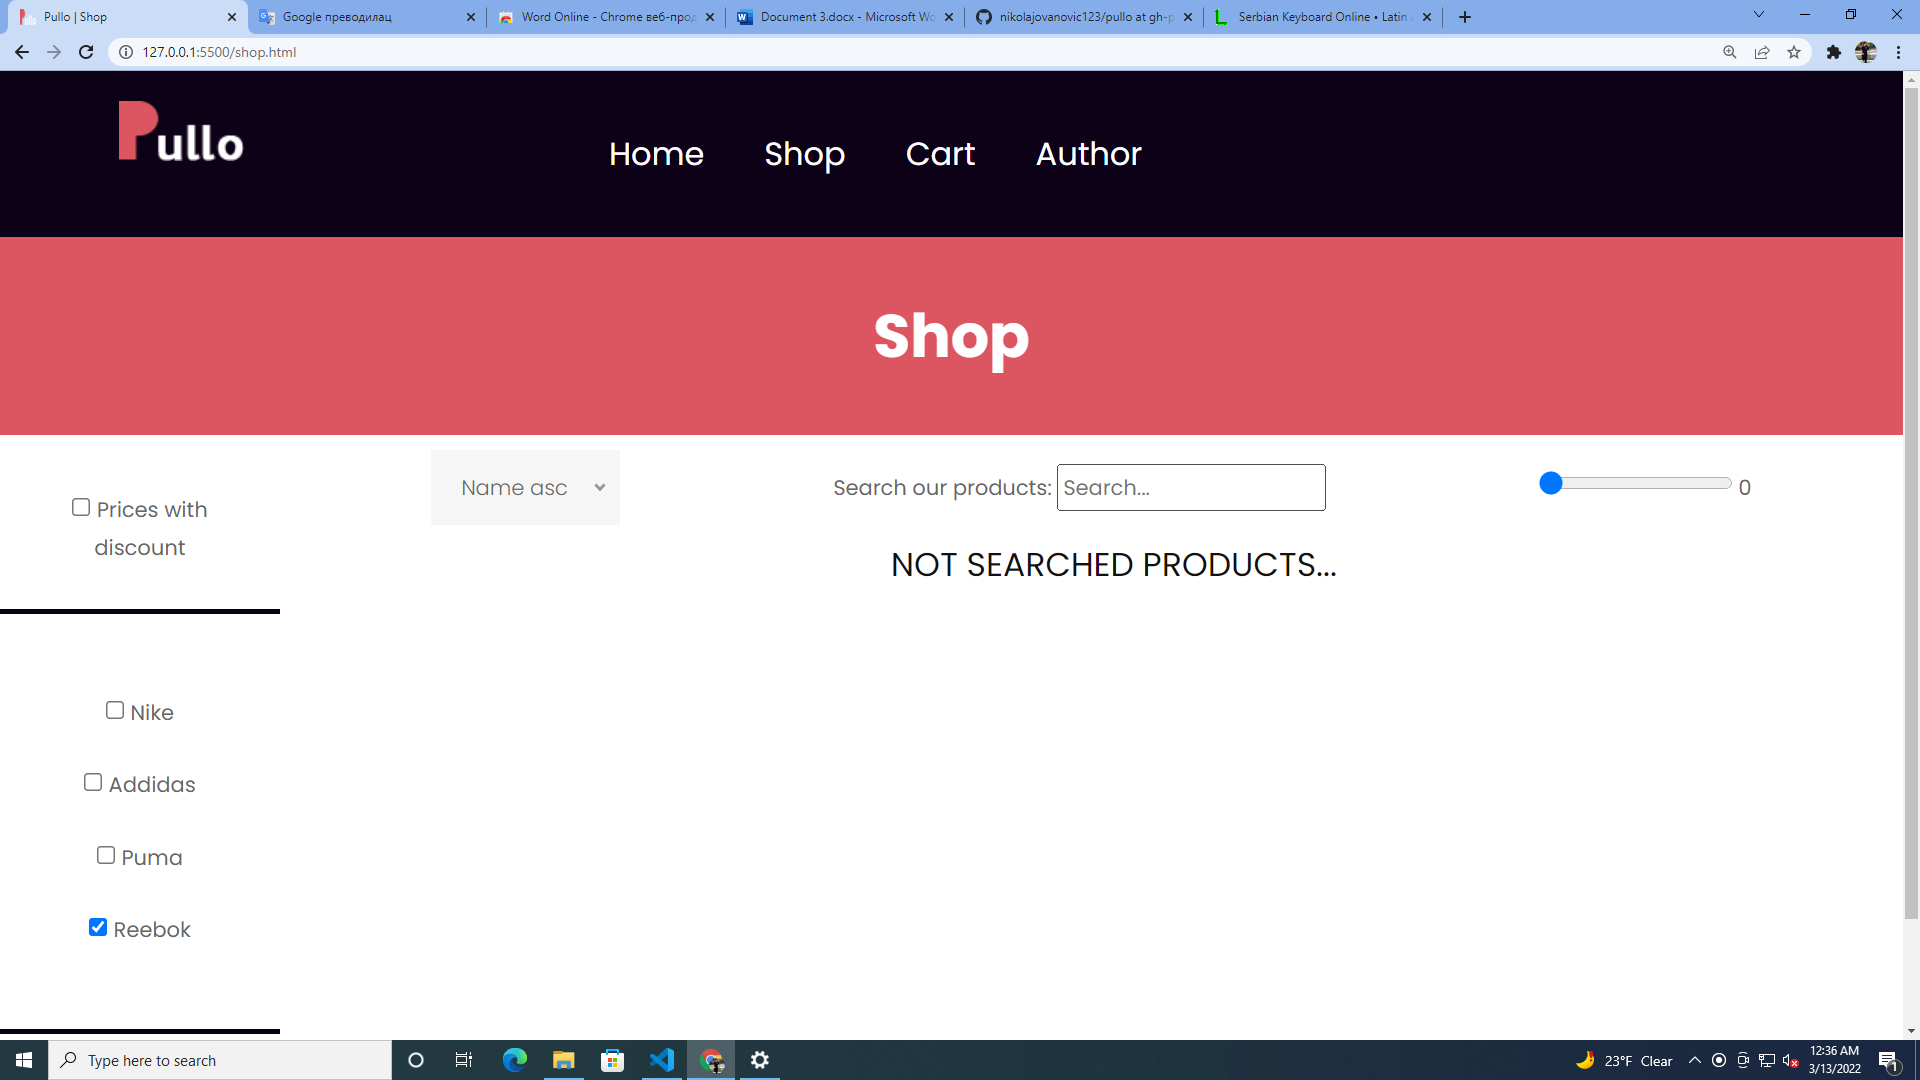 Pullo | Shop
Google преводилац
Word Online - Chrome веб-прод
Document 3.docx - Microsoft Wo
nikolajovanovic123/pullo at gh-p
Serbian Keyboard Online • Latin
127.0.0.1:5500/shop.html
Pullo
Home
Shop
Cart
Author
Shop
Prices with
discount
Name asc
Search our products:
Search...
0
NOT SEARCHED PRODUCTS...
Nike
Addidas
Puma
Reebok
Type here to search
23°F Clear
12:36 AM
3/13/2022
1